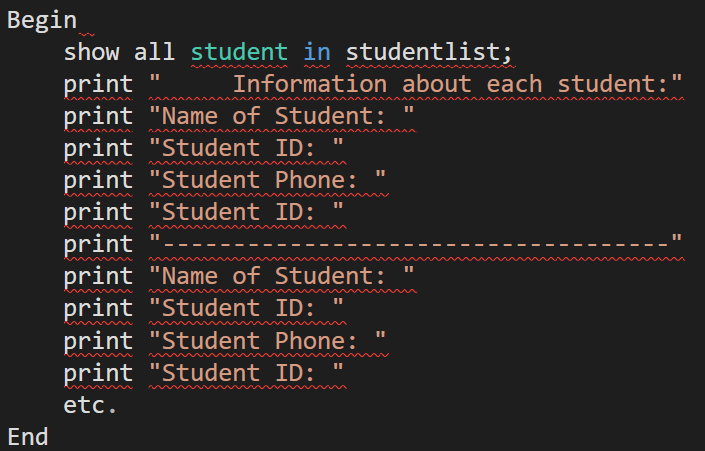 Begin
    show all student in studentlist;
    print "     Information about each student:"
    print "Name of Student: "
    print "Student ID: "
    print "Student Phone: "
    print "Student ID: "
    print "------------------------------------"
    print "Name of Student: "
    print "Student ID: "
    print "Student Phone: "
    print "Student ID: "
    etc.
End